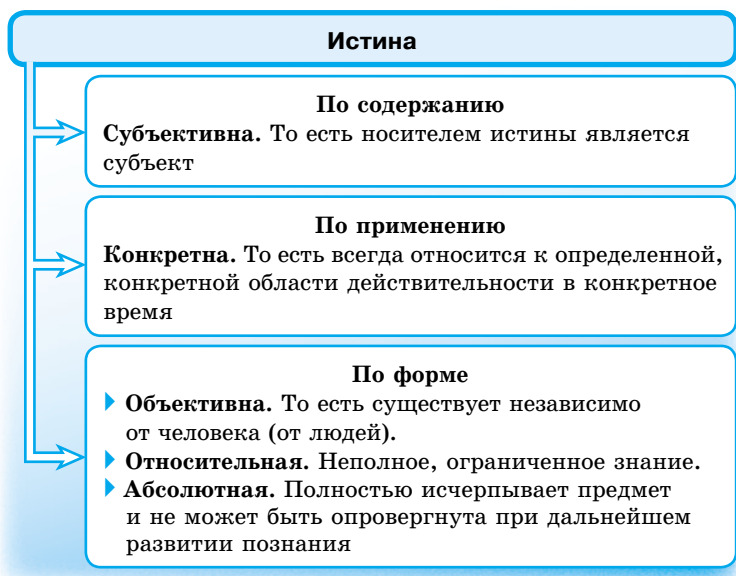 Истина
По содержанию
Субъективна. То есть носителем истины является
субъект
По применению
Конкретна. То есть всегда относится к определенной,
конкретной области действительности в конкретное
время
По форме
Объективна. То есть существует независимо
от человека (от людей).
Относительная. Неполное, ограниченное знание.
Абсолютная. Полностью исчерпывает предмет
и не может быть опровергнута при дальнейшем
развитии познания